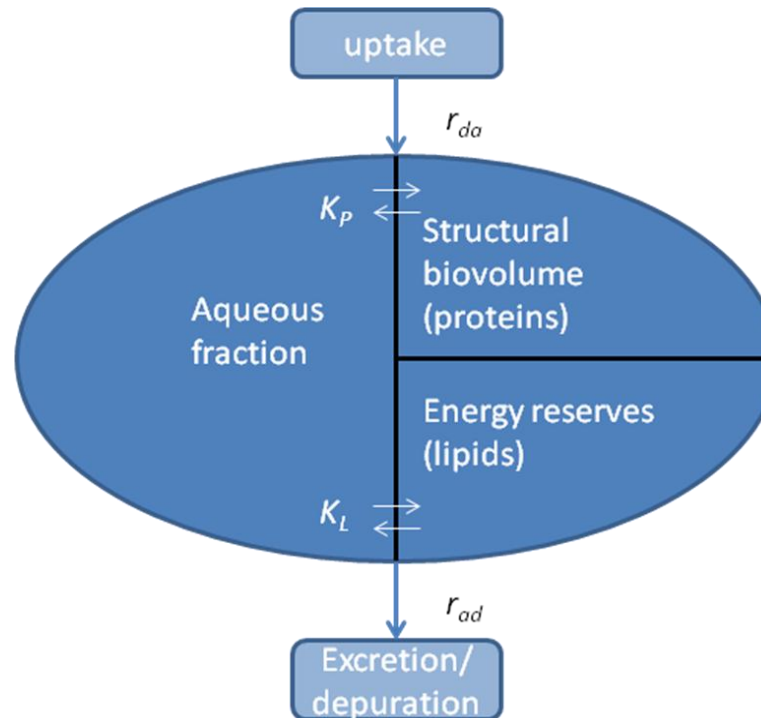 uptake
r_da
K_P
Structural
biovolume
(proteins)
Aqueous
fraction
Energy reserves
(lipids)
K_L
r_ad
Excretion/
depuration